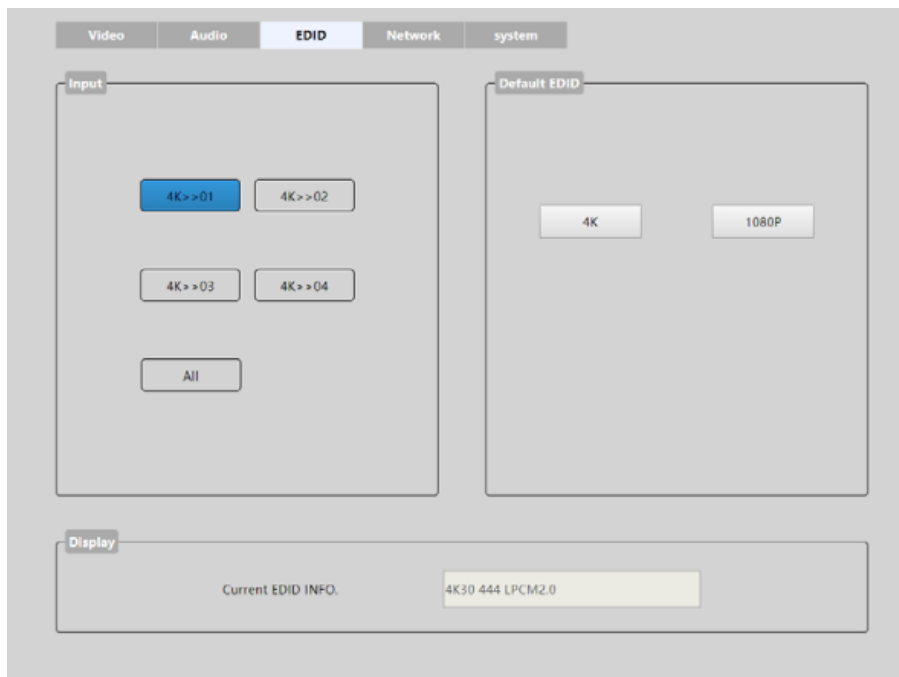 Video Audio EDID Network system
Input
4K>>01 4K>>02
4K>>03 4K>>04
All
Default EDID
4K 1080P
Display
Current EDID INFO. 4K30 444 LPCM2.0